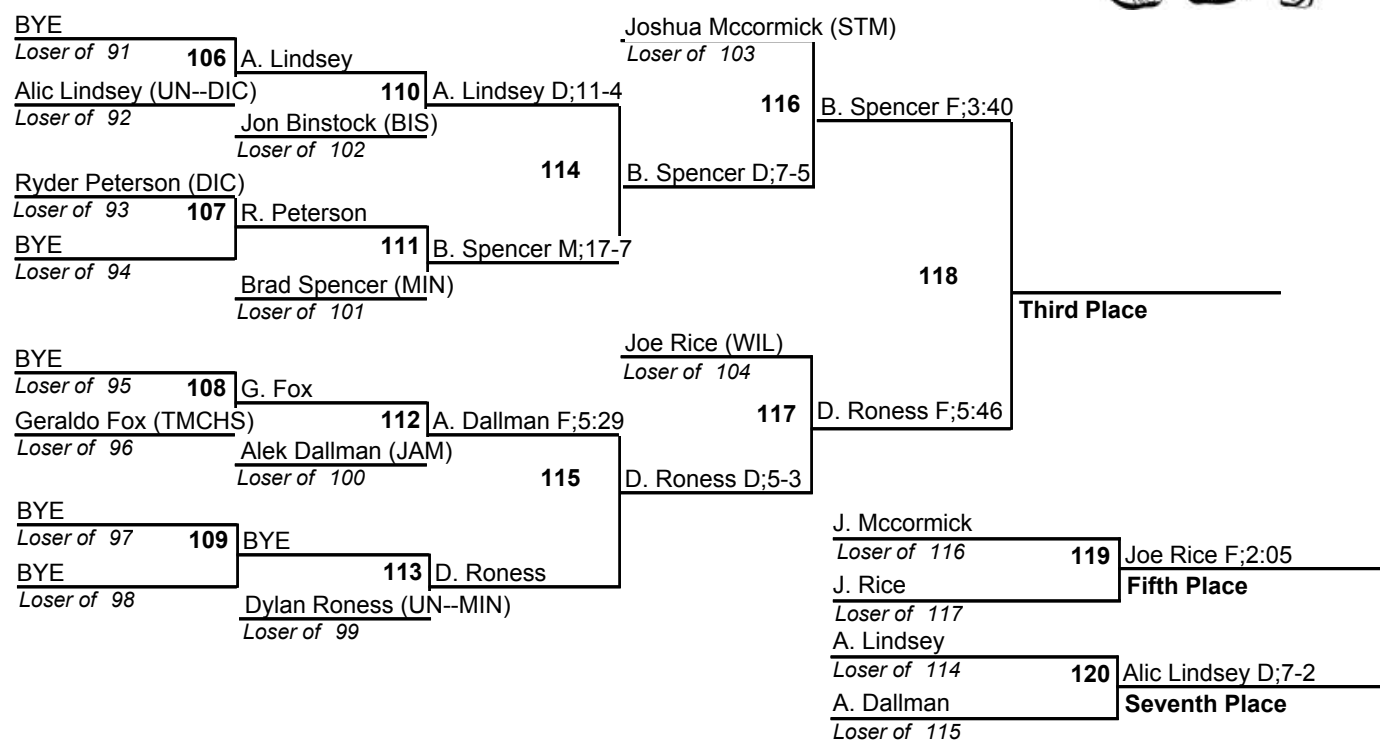 BYE
Loser of 91
106
A. Lindsey
Alic Lindsey (UN--DIC)
Loser of 92
110
A. Lindsey D;11-4
Jon Binstock (BIS)
Loser of 102
114
Ryder Peterson (DIC)
Loser of 93
107
R. Peterson
BYE
Loser of 94
111
B. Spencer M;17-7
Brad Spencer (MIN)
Loser of 101
Joshua Mccormick (STM)
Loser of 103
116
B. Spencer F;3:40
B. Spencer D;7-5
118
Third Place
BYE
Loser of 95
108
G. Fox
Geraldo Fox (TMCHS)
Loser of 96
112
A. Dallman F;5:29
Alek Dallman (JAM)
Loser of 100
115
BYE
Loser of 97
109
BYE
BYE
Loser of 98
113
D. Roness
Dylan Roness (UN--MIN)
Loser of 99
Joe Rice (WIL)
Loser of 104
117
D. Roness F;5:46
D. Roness D;5-3
J. Mccormick
Loser of 116
119
Joe Rice F;2:05
Fifth Place
J. Rice
Loser of 117
A. Lindsey
Loser of 114
120
Alic Lindsey D;7-2
Seventh Place
A. Dallman
Loser of 115